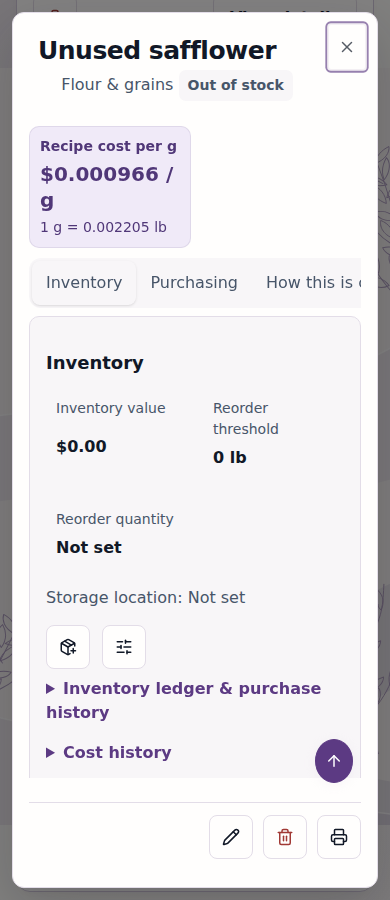 Unused safflower
Flour & grains Out of stock
Recipe cost per g
$0.000966 /
g
1 g = 0.002205 lb
Inventory Purchasing How this is
Inventory
Inventory value
Reorder
threshold
$0.00
0 lb
Reorder quantity
Not set
Storage location: Not set
Inventory ledger & purchase
history
Cost history